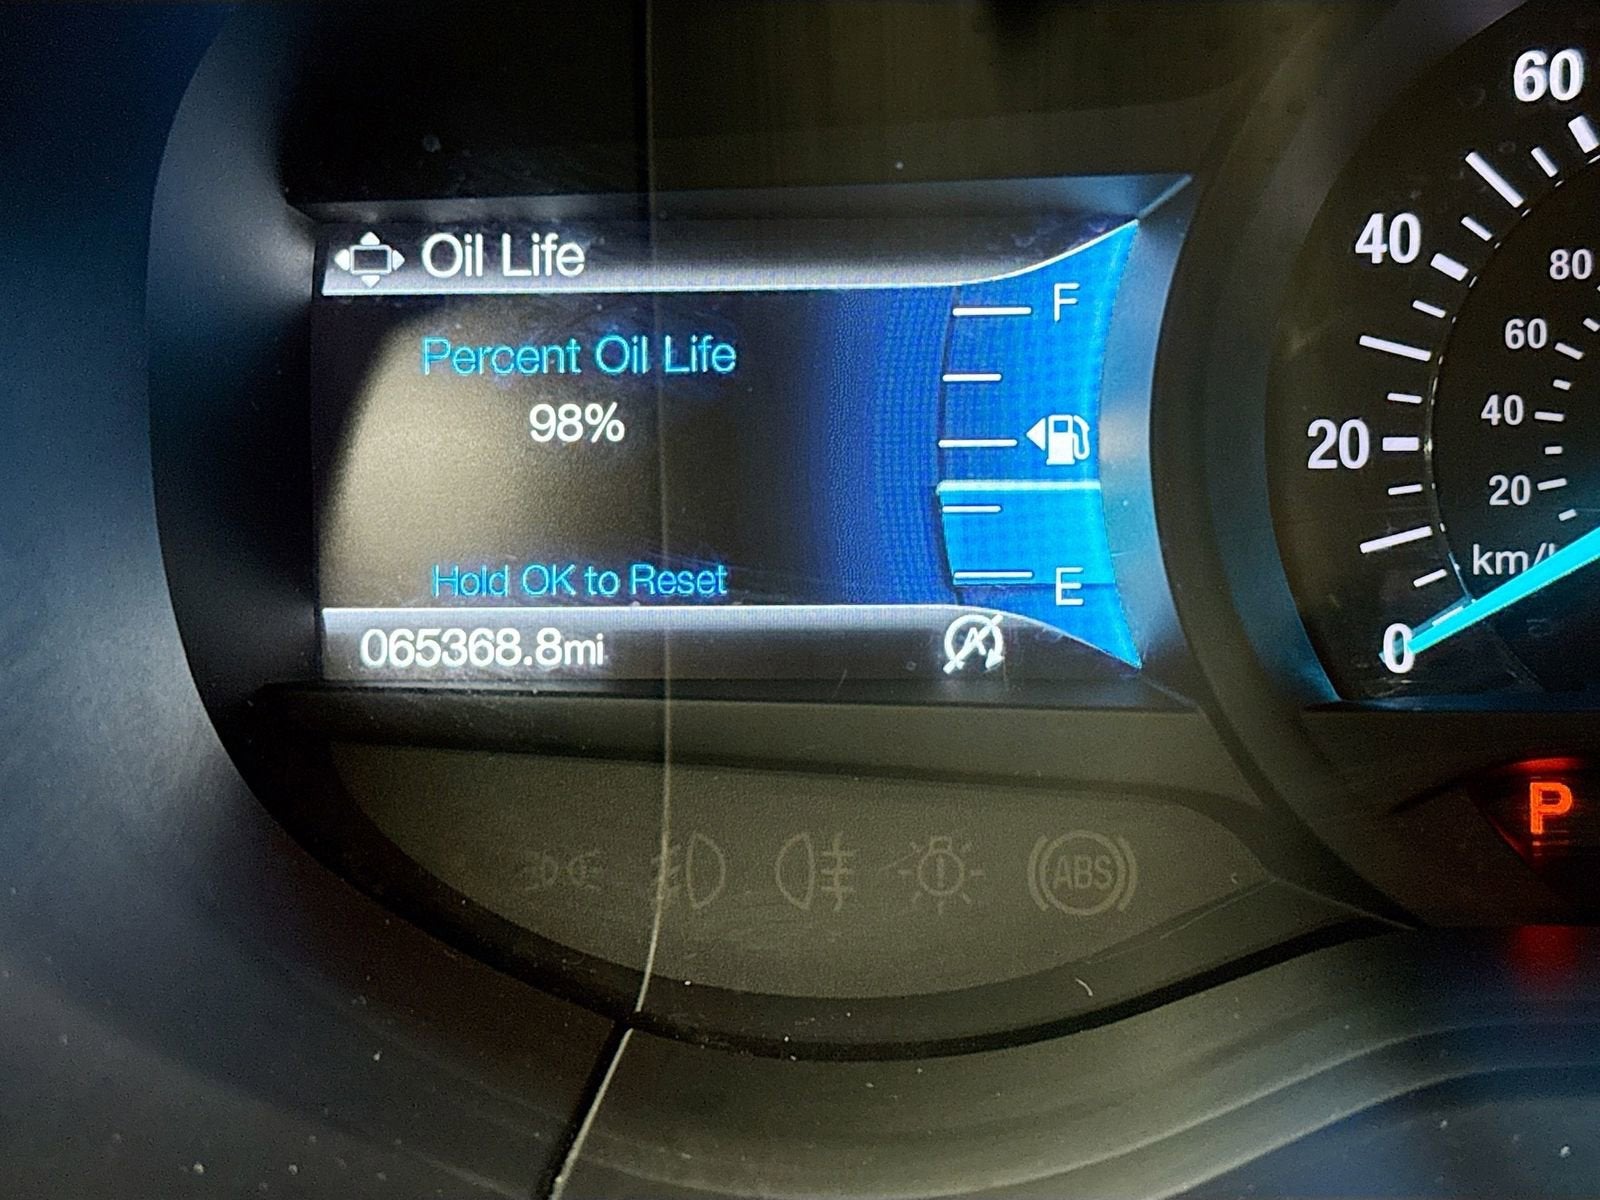 Oil Life
Percent Oil Life
98%
Hold OK to Reset
065368.8mi
F
E
A
60
40
20
0
80
60
40
20
km/
P
ABS